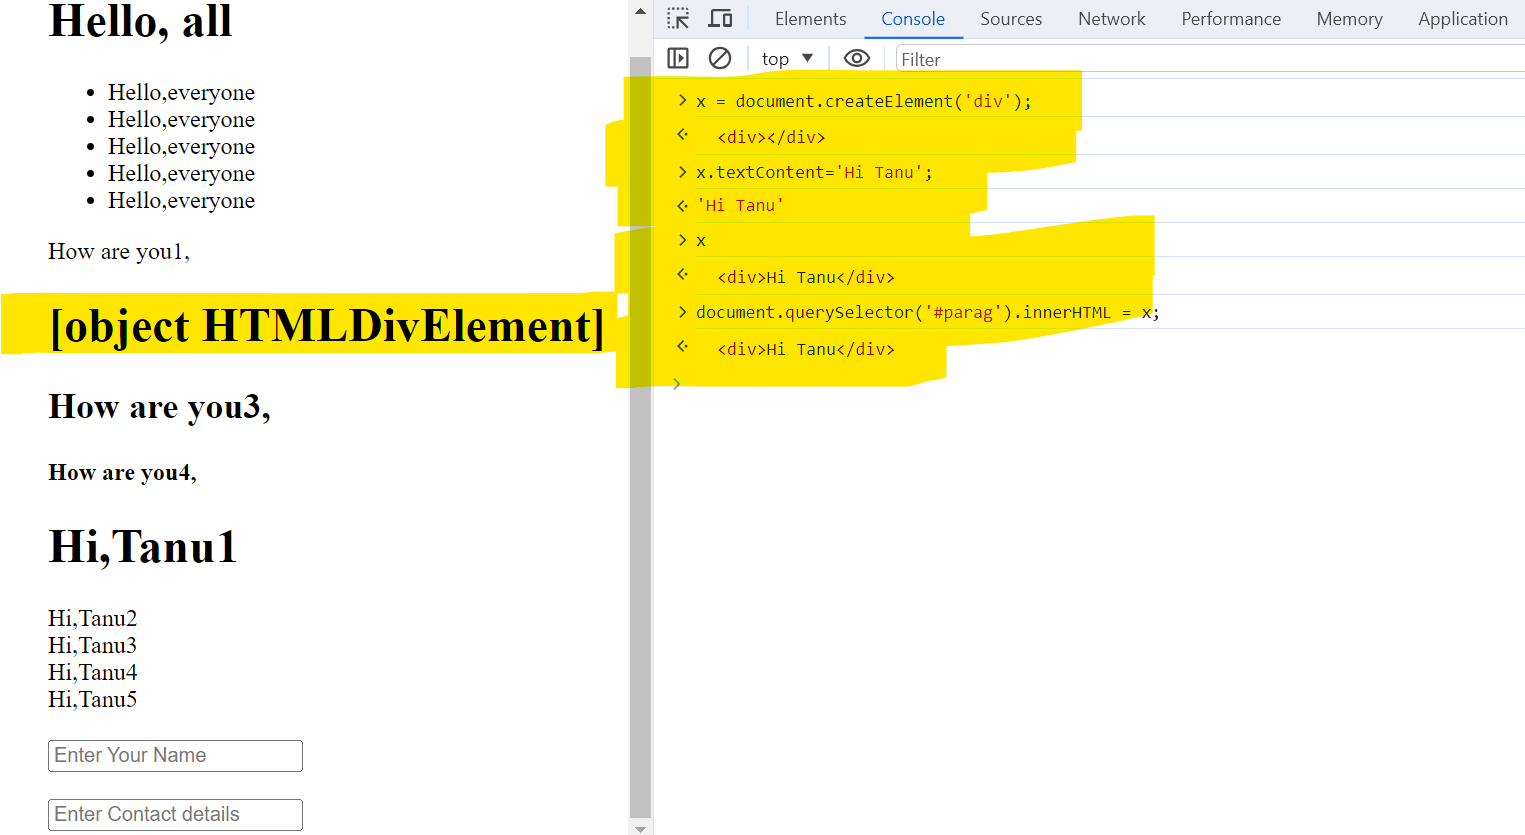 Hello, all
Hello,everyone
Hello,everyone
Hello,everyone
Hello,everyone
Hello,everyone
How are you1,
[object HTMLDivElement]
How are you3,
How are you4,
Hi,Tanu1
Hi,Tanu2
Hi,Tanu3
Hi,Tanu4
Hi,Tanu5
Enter Your Name
Enter Contact details
Elements Console Sources Network Performance Memory Application
top Filter
x = document.createElement('div');
<div></div>
x.textContent='Hi Tanu';
'Hi Tanu'
x
<div>Hi Tanu</div>
document.querySelector('#parag').innerHTML = x;
<div>Hi Tanu</div>